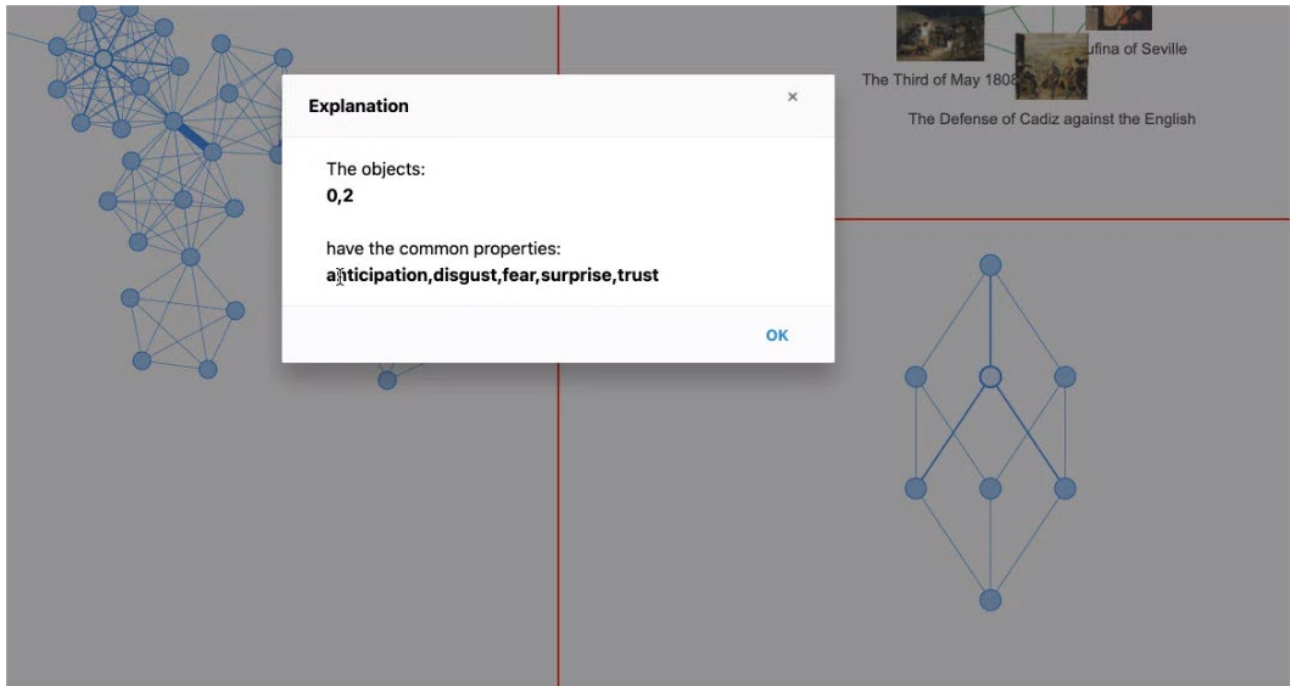 ufina of Seville
The Third of May 1808
The Defense of Cadiz against the English
Explanation
×
The objects:
0,2
have the common properties:
anticipation,disgust,fear,surprise,trust
OK